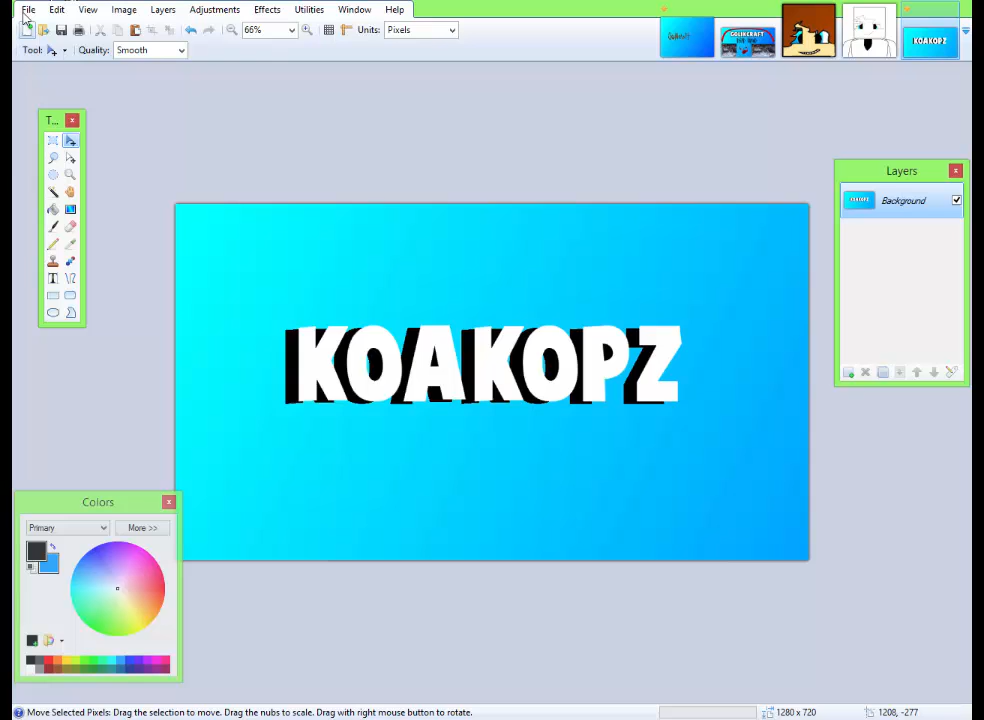 File Edit View Image Layers Adjustments Effects Utilities Window Help
66% Units: Pixels
Tool: Quality: Smooth
GOLIKCRAFT
KOAKOPZ
T...
Layers
Background
KOAKOPZ
Colors
Primary More >>
Move Selected Pixels: Drag the selection to move. Drag the nubs to scale. Drag with right mouse button to rotate. 1280 x 720 1208, -277